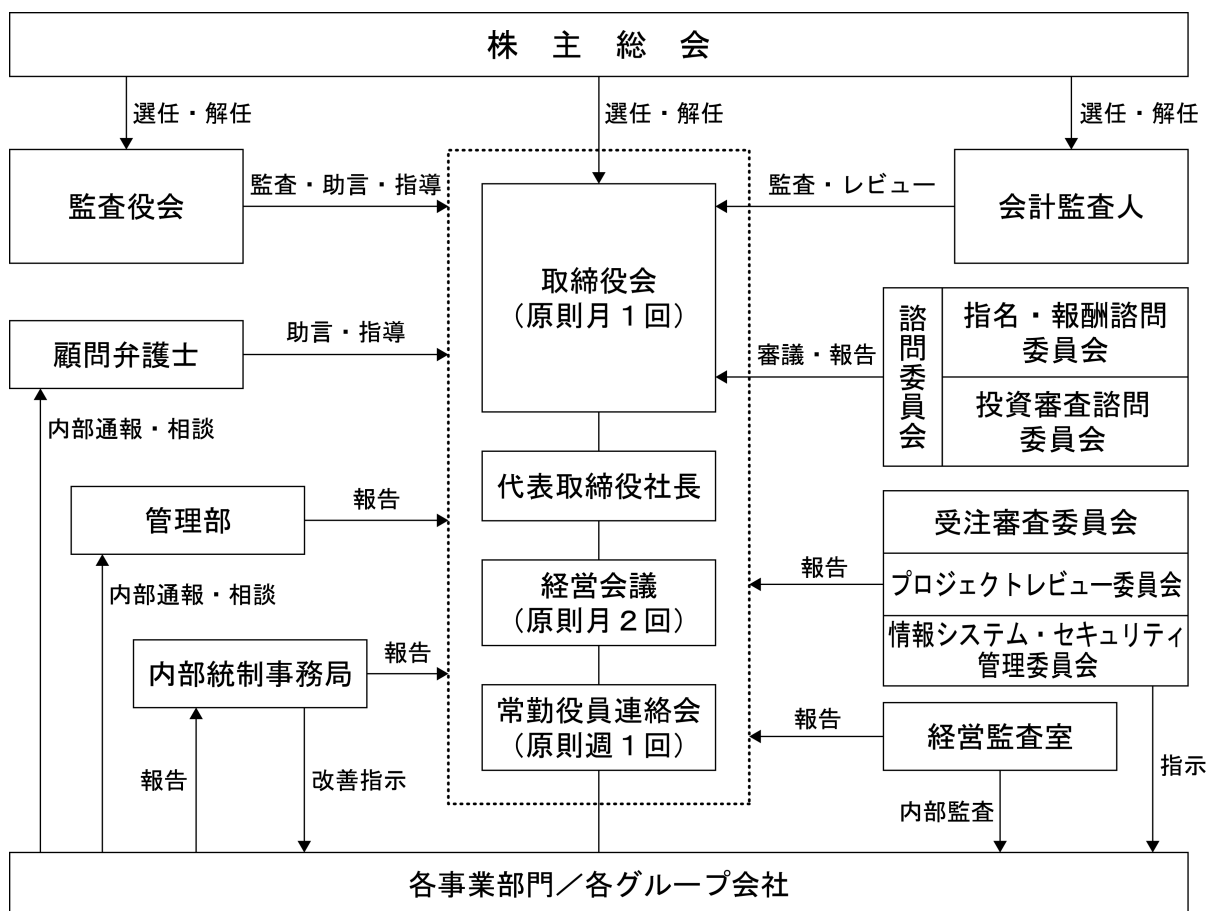 株 主 総 会
選任・解任
選任・解任
選任・解任
監査役会
監査・助言・指導
監査・レビュー
会計監査人
取締役会
(原則月1回)
顧問弁護士
助言・指導
審議・報告
諮問委員会
指名・報酬諮問
委員会
投資審査諮問
委員会
内部通報・相談
代表取締役社長
管理部
報告
受注審査委員会
報告
プロジェクトレビュー委員会
情報システム・セキュリティ
管理委員会
内部通報・相談
経営会議
(原則月2回)
内部統制事務局
報告
常勤役員連絡会
(原則週1回)
報告
経営監査室
報告
改善指示
内部監査
指示
各事業部門/各グループ会社